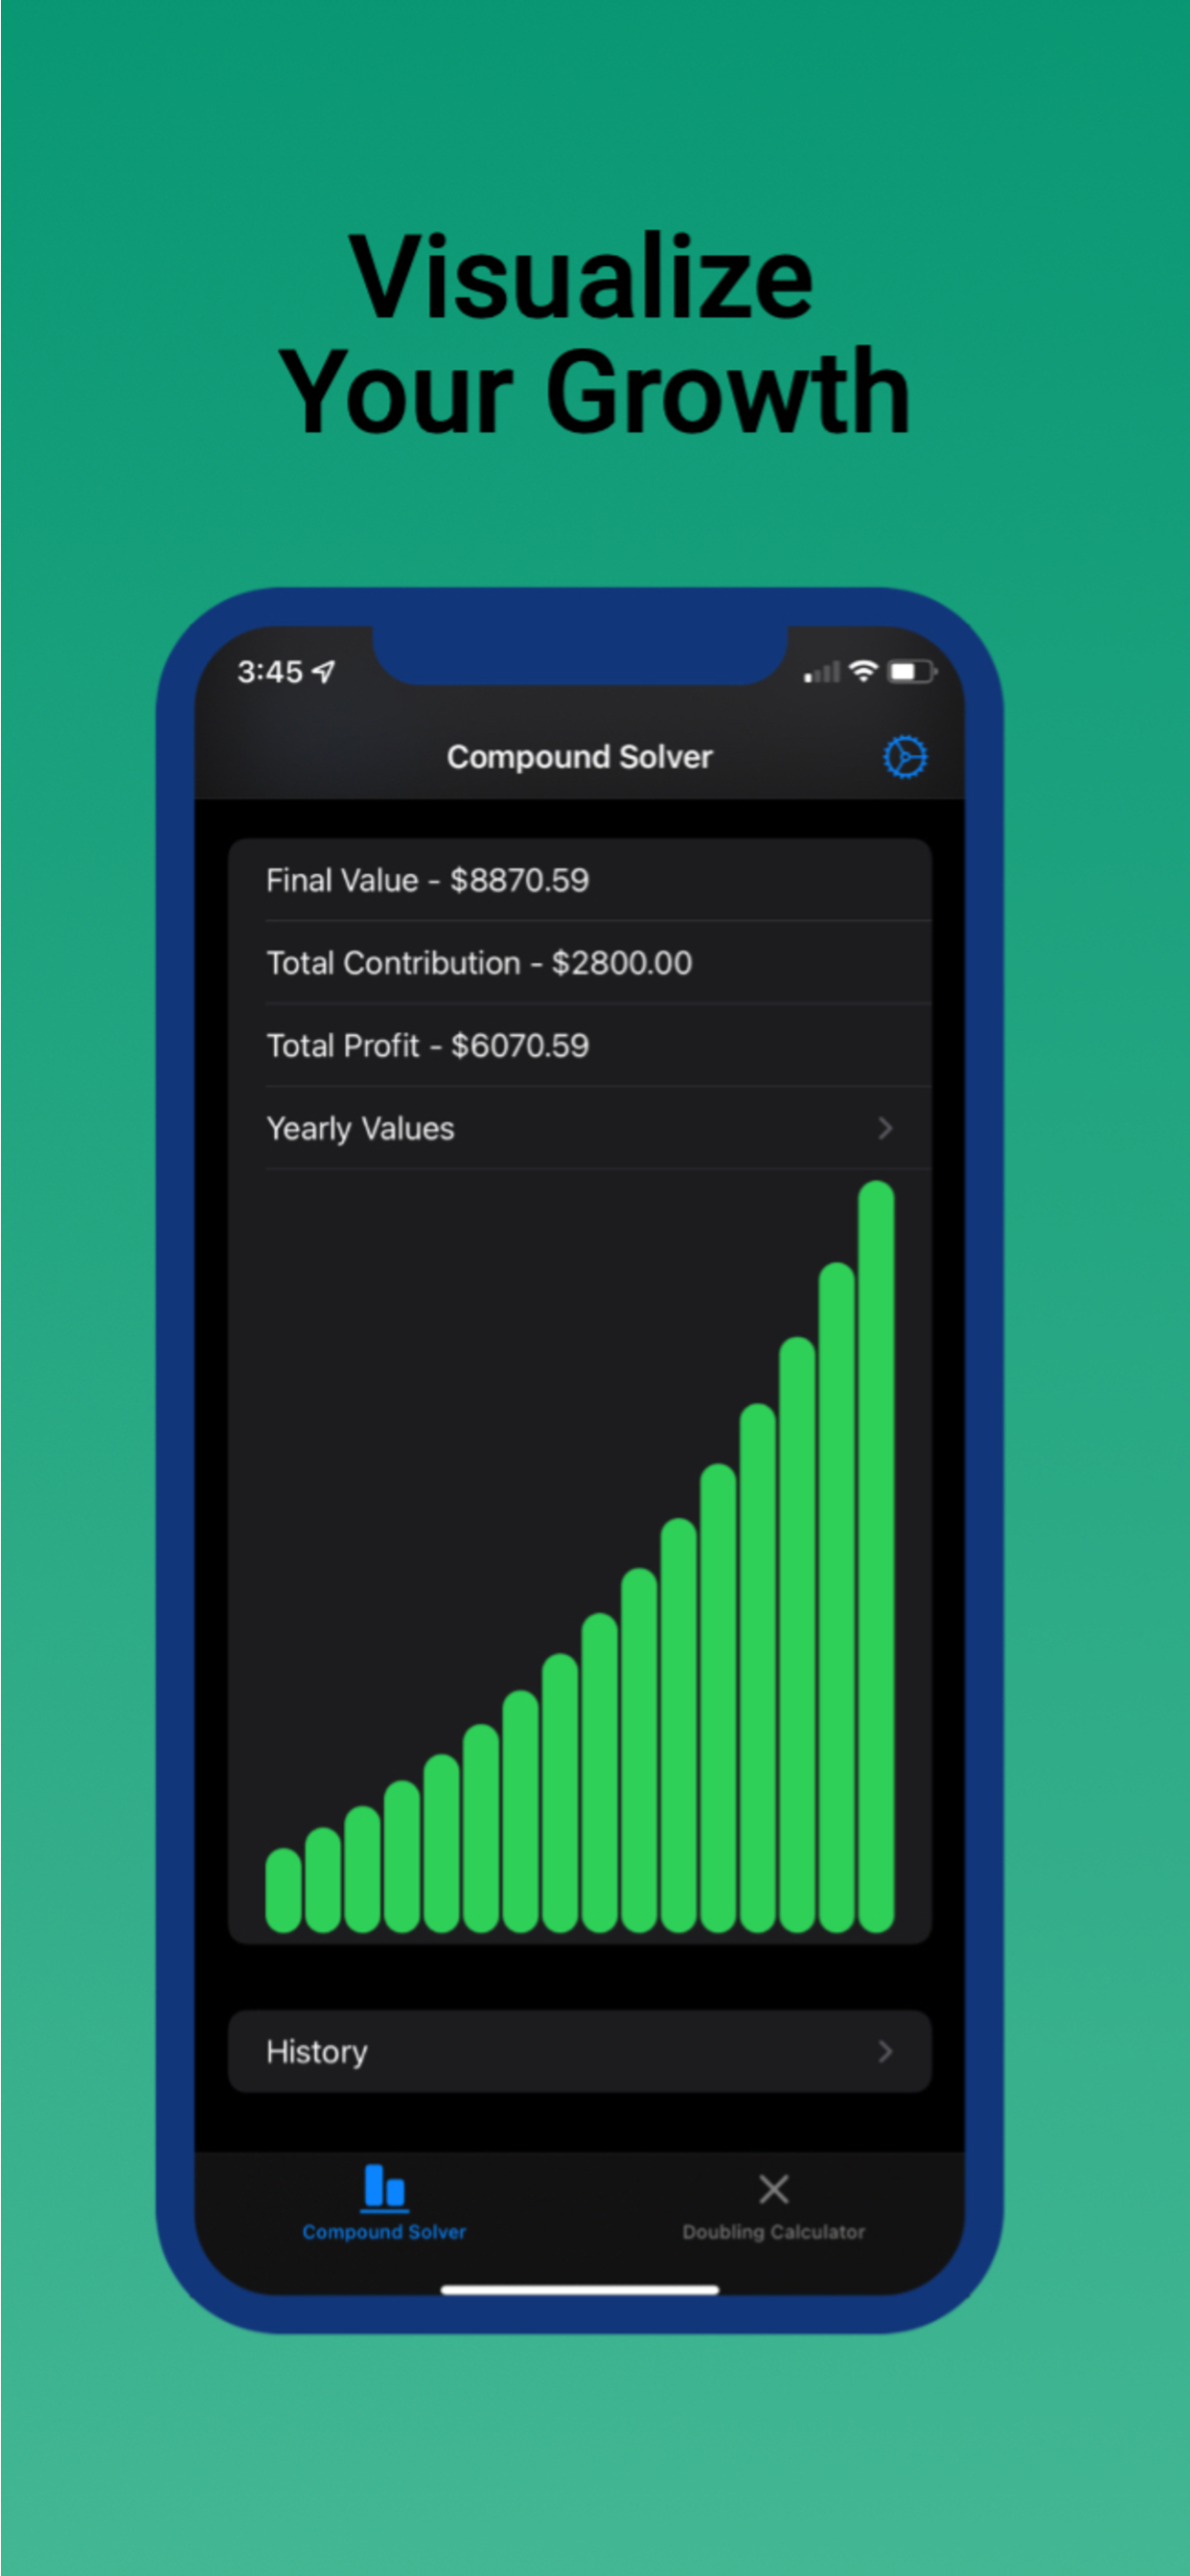 Visualize
Your Growth
3:45
Compound Solver
Final Value - $8870.59
Total Contribution - $2800.00
Total Profit - $6070.59
Yearly Values
History
Compound Solver
Doubling Calculator